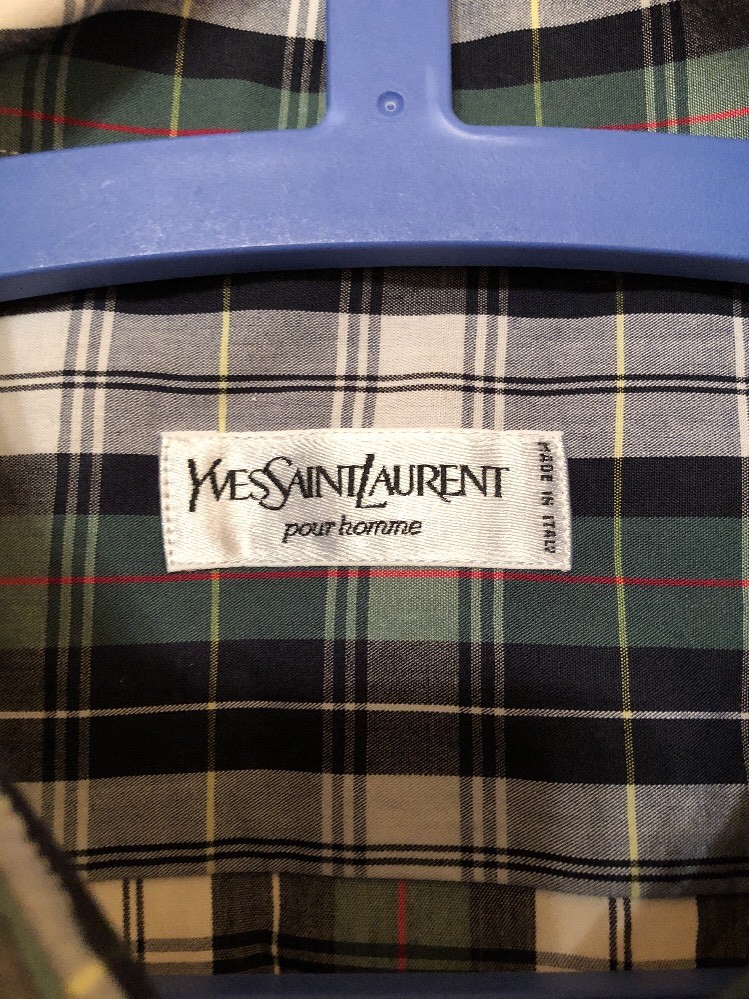 YVESSAINTLAURENT
pour homme
MADE IN ITALY